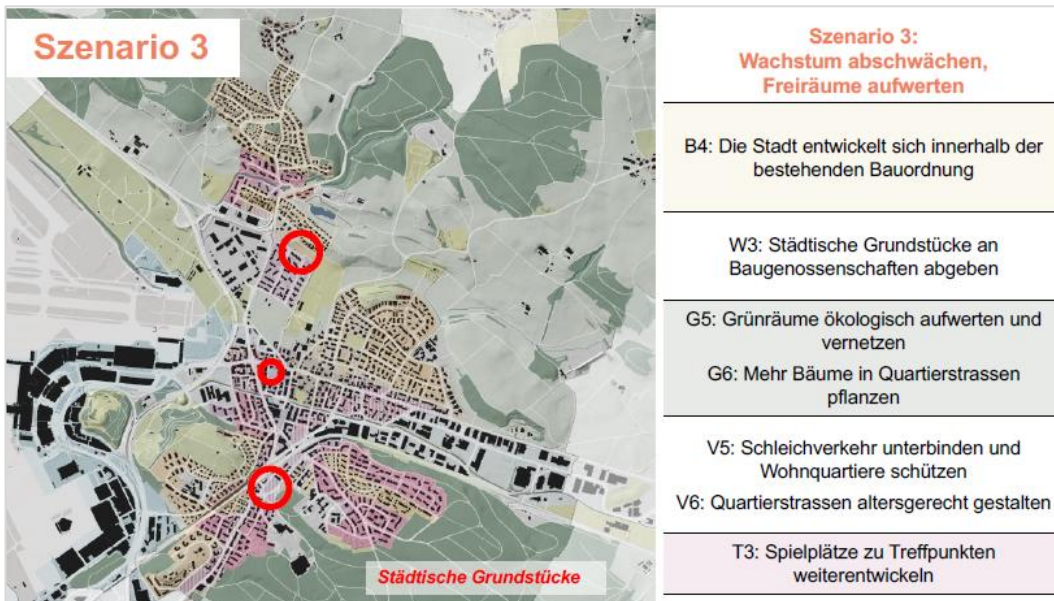 Szenario 3
Städtische Grundstücke
Szenario 3:
Wachstum abschwächen,
Freiräume aufwerten
B4: Die Stadt entwickelt sich innerhalb der
bestehenden Bauordnung
W3: Städtische Grundstücke an
Baugenossenschaften abgeben
G5: Grünräume ökologisch aufwerten und
vernetzen
G6: Mehr Bäume in Quartierstrassen
pflanzen
V5: Schleichverkehr unterbinden und
Wohnquartiere schützen
V6: Quartierstrassen altersgerecht gestalten
T3: Spielplätze zu Treffpunkten
weiterentwickeln